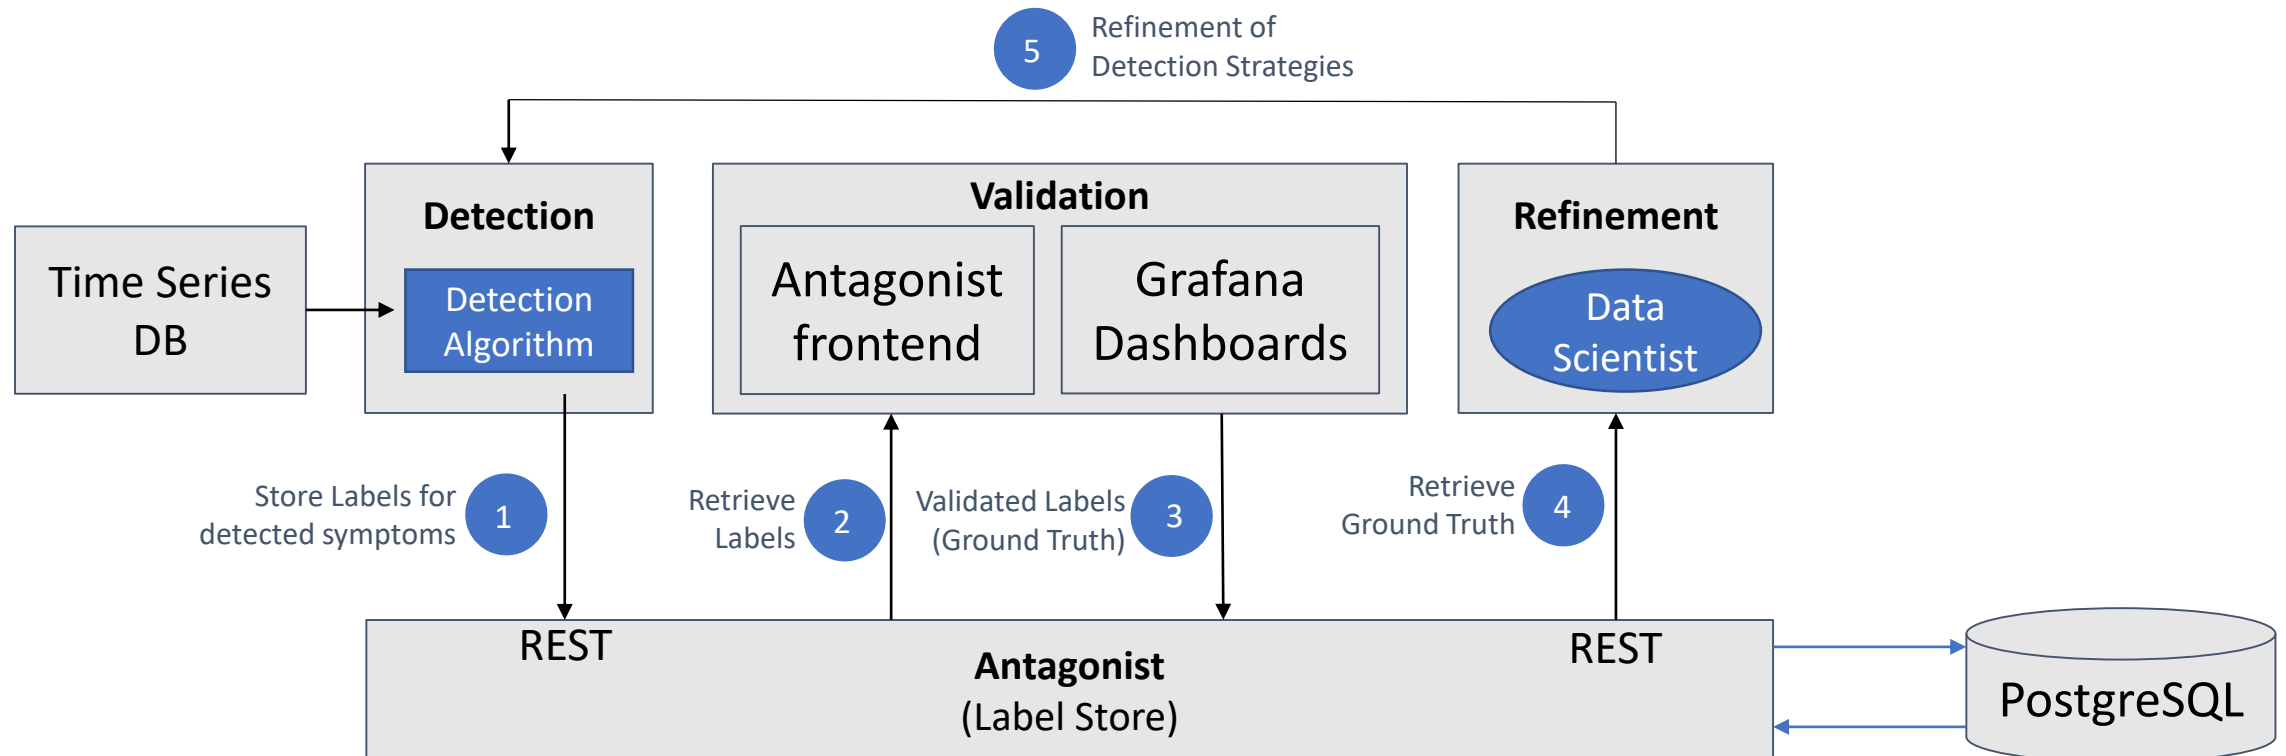 5
Refinement of
Detection Strategies
Time Series
DB
Detection
Detection
Algorithm
Validation
Antagonist
frontend
Grafana
Dashboards
Refinement
Data
Scientist
Store Labels for
detected symptoms
1
Retrieve
Labels
2
Validated Labels
(Ground Truth)
3
Retrieve
Ground Truth
4
REST
Antagonist
(Label Store)
REST
PostgreSQL